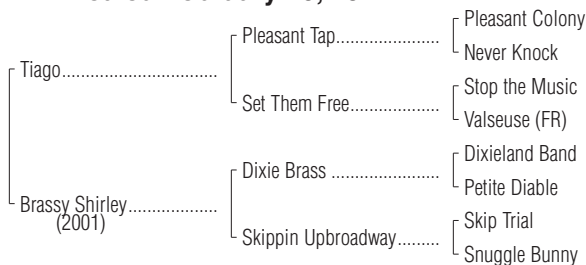 Pleasant Colony
Pleasant Tap
Never Knock
Tiago
Stop the Music
Set Them Free
Valseuse (FR)
Dixieland Band
Dixie Brass
Petite Diable
Brassy Shirley
(2001)
Skip Trial
Skippin Upbroadway
Snuggle Bunny